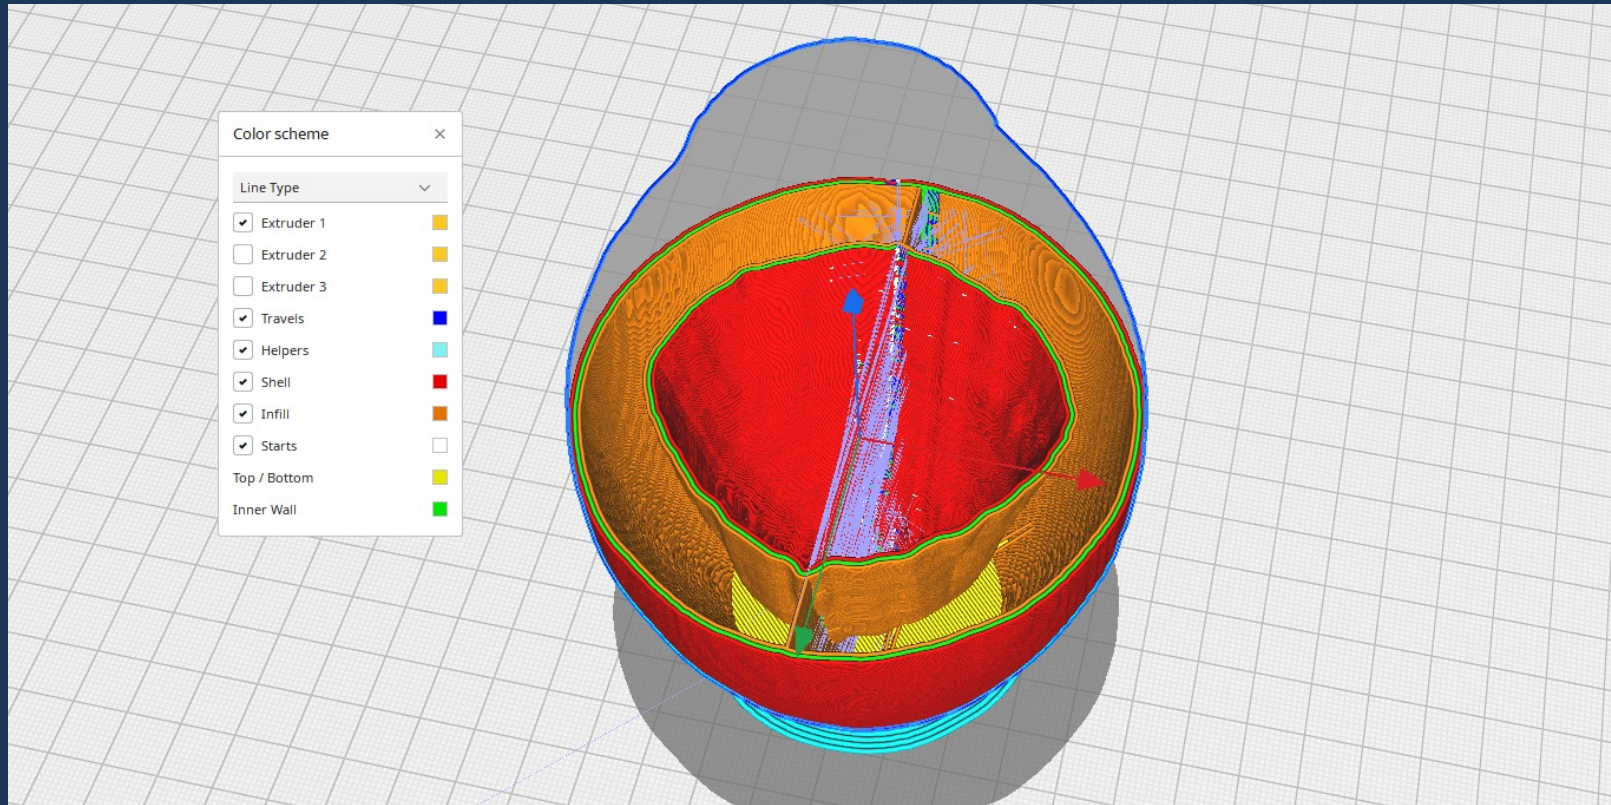 Color scheme
Line Type
Extruder 1
Extruder 2
Extruder 3
Travels
Helpers
Shell
Infill
Starts
Top / Bottom
Inner Wall